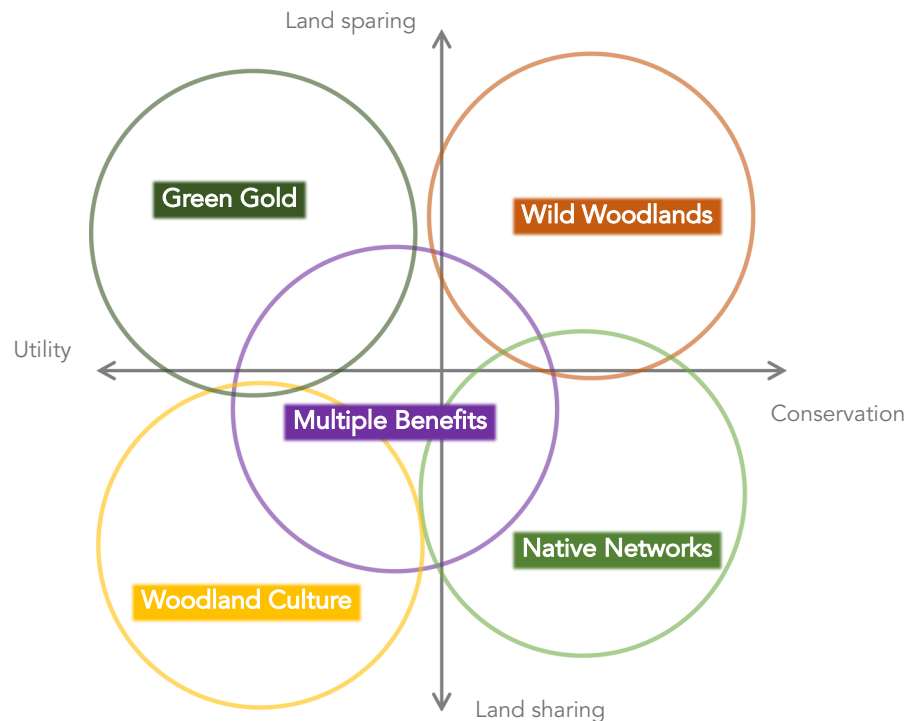 Land sparing
Green Gold
Wild Woodlands
Utility
Conservation
Multiple Benefits
Native Networks
Woodland Culture
Land sharing